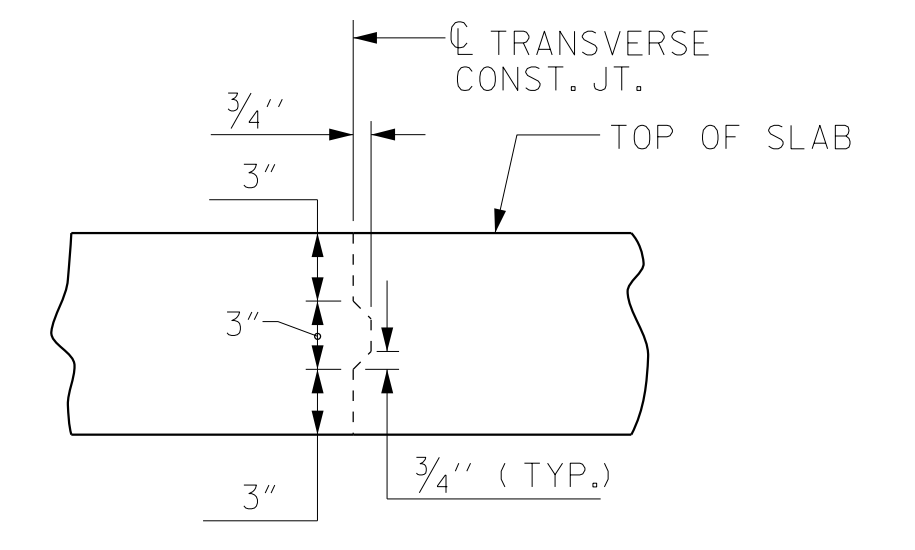 ℄ TRANSVERSE
CONST. JT.
3/4"
TOP OF SLAB
3"
3"
3/4" (TYP.)
3"